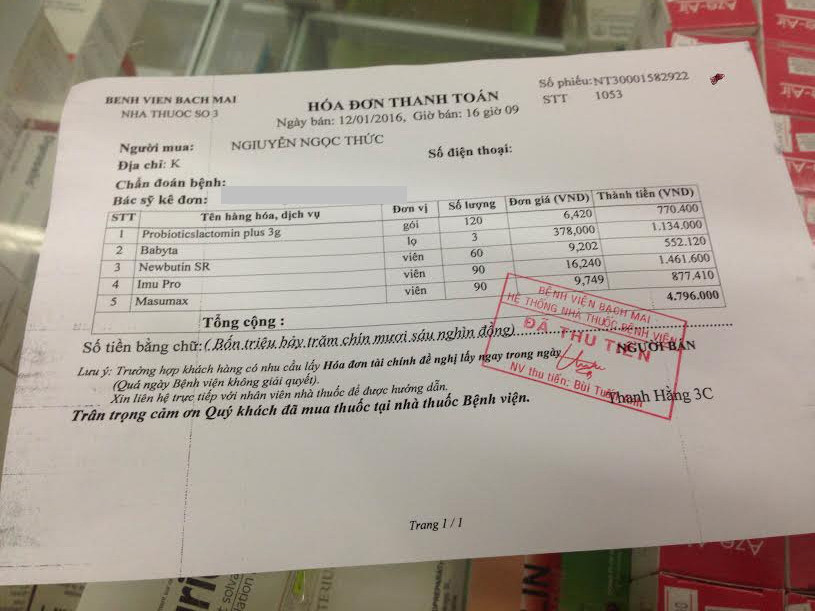 BENH VIEN BACH MAI
NHA THUOC SO 3
HÓA ĐƠN THANH TOÁN
Ngày bán: 12/01/2016, Giờ bán: 16 giờ 09
Số phiếu: NT30001582922
STT 1053
Người mua: NGIUYỄN NGỌC THỨC
Địa chỉ: K
Số điện thoại:
Chẩn đoán bệnh:
Bác sỹ kê đơn:
STT Tên hàng hóa, dịch vụ Đơn vị Số lượng Đơn giá (VND) Thành tiền (VND)
1 Probioticslactomin plus 3g gói 120 6,420 770.400
2 Babyta lọ 3 378,000 1.134.000
3 Newbutin SR viên 60 9,202 552.120
4 Imu Pro viên 90 16,240 1.461.600
5 Masumax viên 90 9,749 877.410
Tổng cộng : 4.796.000
Số tiền bằng chữ: ( Bốn triệu bảy trăm chín mươi sáu nghìn đồng)
Lưu ý: Trường hợp khách hàng có nhu cầu lấy Hóa đơn tài chính đề nghị lấy ngay trong ngày
(Quá ngày Bệnh viện không giải quyết).
Xin liên hệ trực tiếp với nhân viên nhà thuốc để được hướng dẫn.
Trân trọng cảm ơn Quý khách đã mua thuốc tại nhà thuốc Bệnh viện.
NGƯỜI BÁN
Thanh Hằng 3C
BỆNH VIỆN BẠCH MAI
HỆ THỐNG NHÀ THUỐC BỆNH VIỆN
ĐÃ THU TIỀN
NV thu tiền: Bùi
Trang 1 / 1